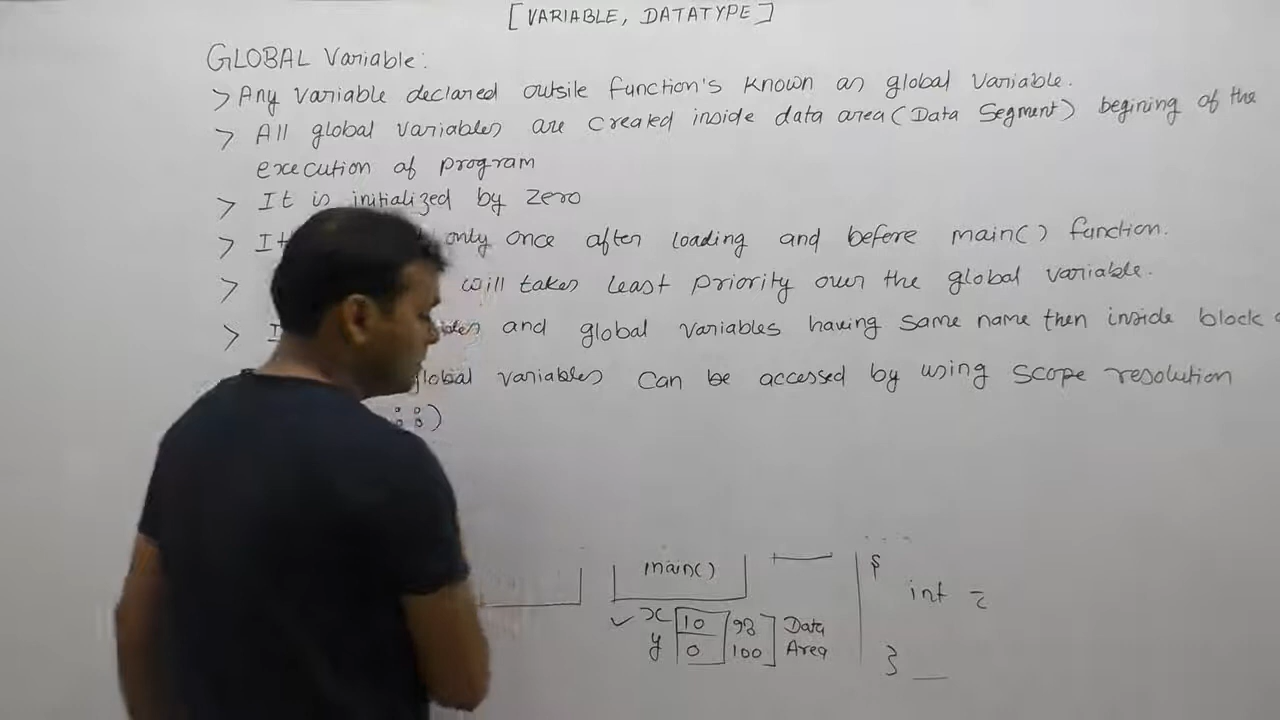 [VARIABLE, DATATYPE]
GLOBAL Variable:
> Any variable declared outsile function's known as global variable.
> All global variables are created inside data area (Data Segment) begining of the
execution of program
> It is initialized by zero
> It only once after loading and before main() function.
> will takes least priority over the global variable.
> and global variables having same name then inside block
global variables can be accessed by using scope resolution
::)
main()
x 10 98 Data
y 0 100 Area
int z
}